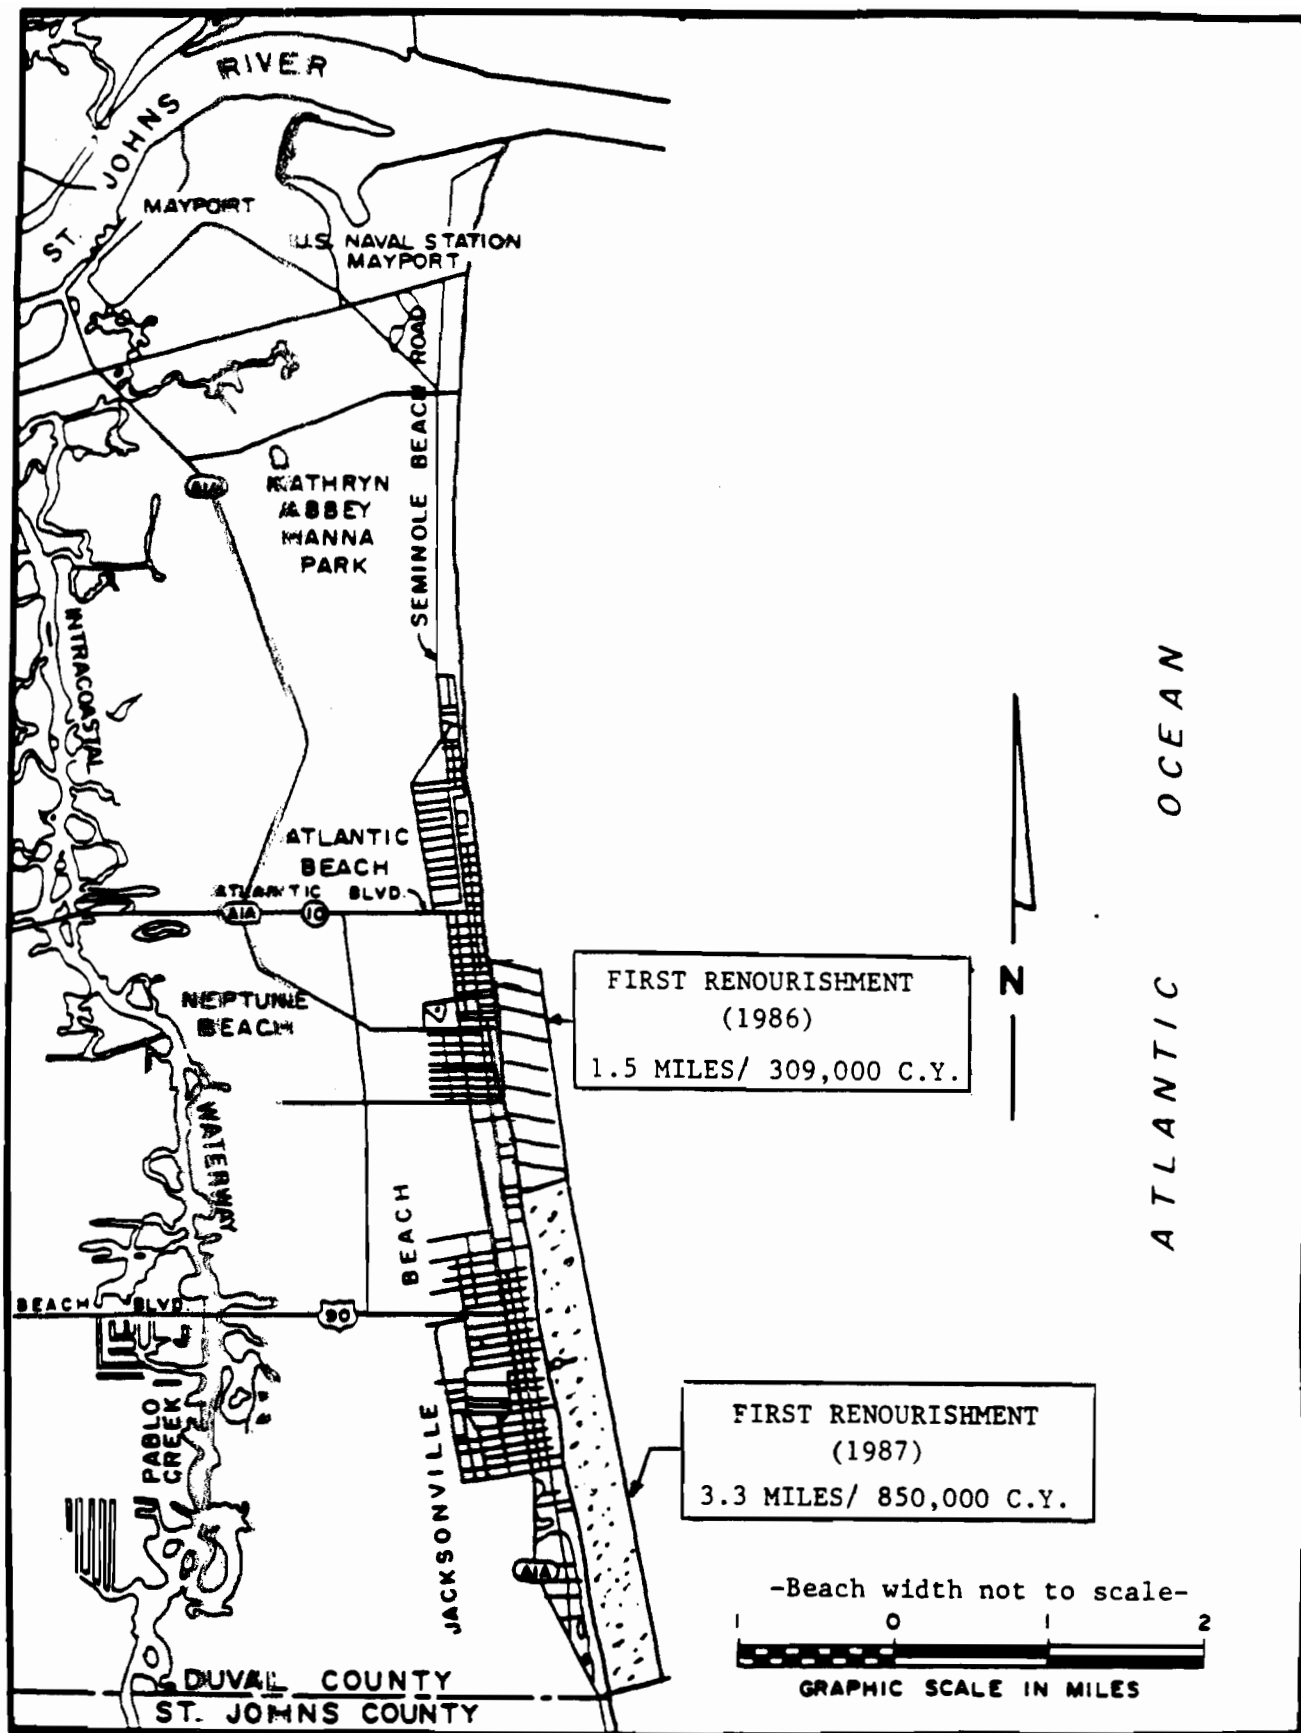 RIVER
JOHNS
ST.
MAYPORT
U.S. NAVAL STATION
MAYPORT
SEMINOLE BEACH ROAD
A1A
KATHRYN
ABBEY
HANNA
PARK
INTRACOASTAL
ATLANTIC OCEAN
ATLANTIC
BEACH
ATLANTIC BLVD.
A1A
10
NEPTUNE
BEACH
FIRST RENOURISHMENT
(1986)
1.5 MILES/ 309,000 C.Y.
N
WATERWAY
JACKSONVILLE BEACH
BEACH BLVD.
90
PABLO
CREEK
FIRST RENOURISHMENT
(1987)
3.3 MILES/ 850,000 C.Y.
A1A
-Beach width not to scale-
1 0 1 2
GRAPHIC SCALE IN MILES
DUVAL COUNTY
ST. JOHNS COUNTY